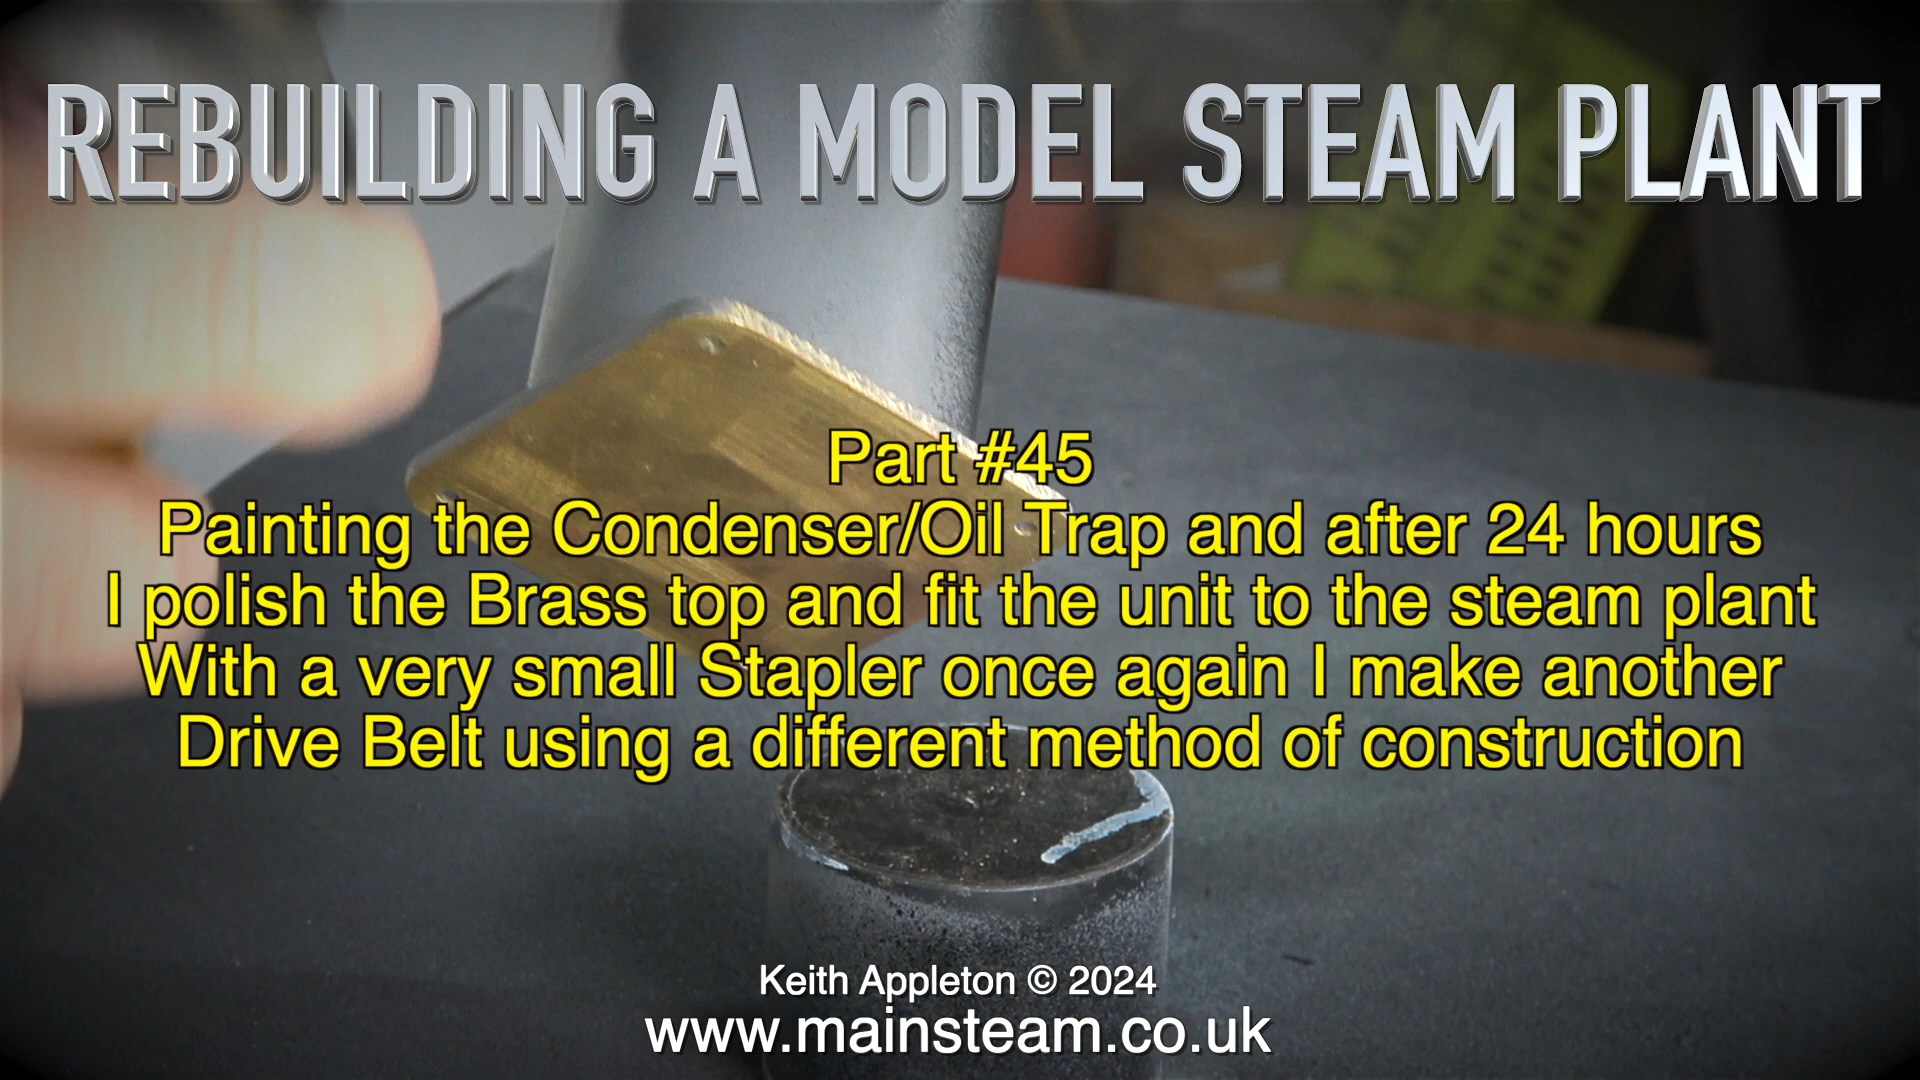 REBUILDING A MODEL STEAM PLANT
Part #45
Painting the Condenser/Oil Trap and after 24 hours
I polish the Brass top and fit the unit to the steam plant
With a very small Stapler once again I make another
Drive Belt using a different method of construction
Keith Appleton © 2024
www.mainsteam.co.uk